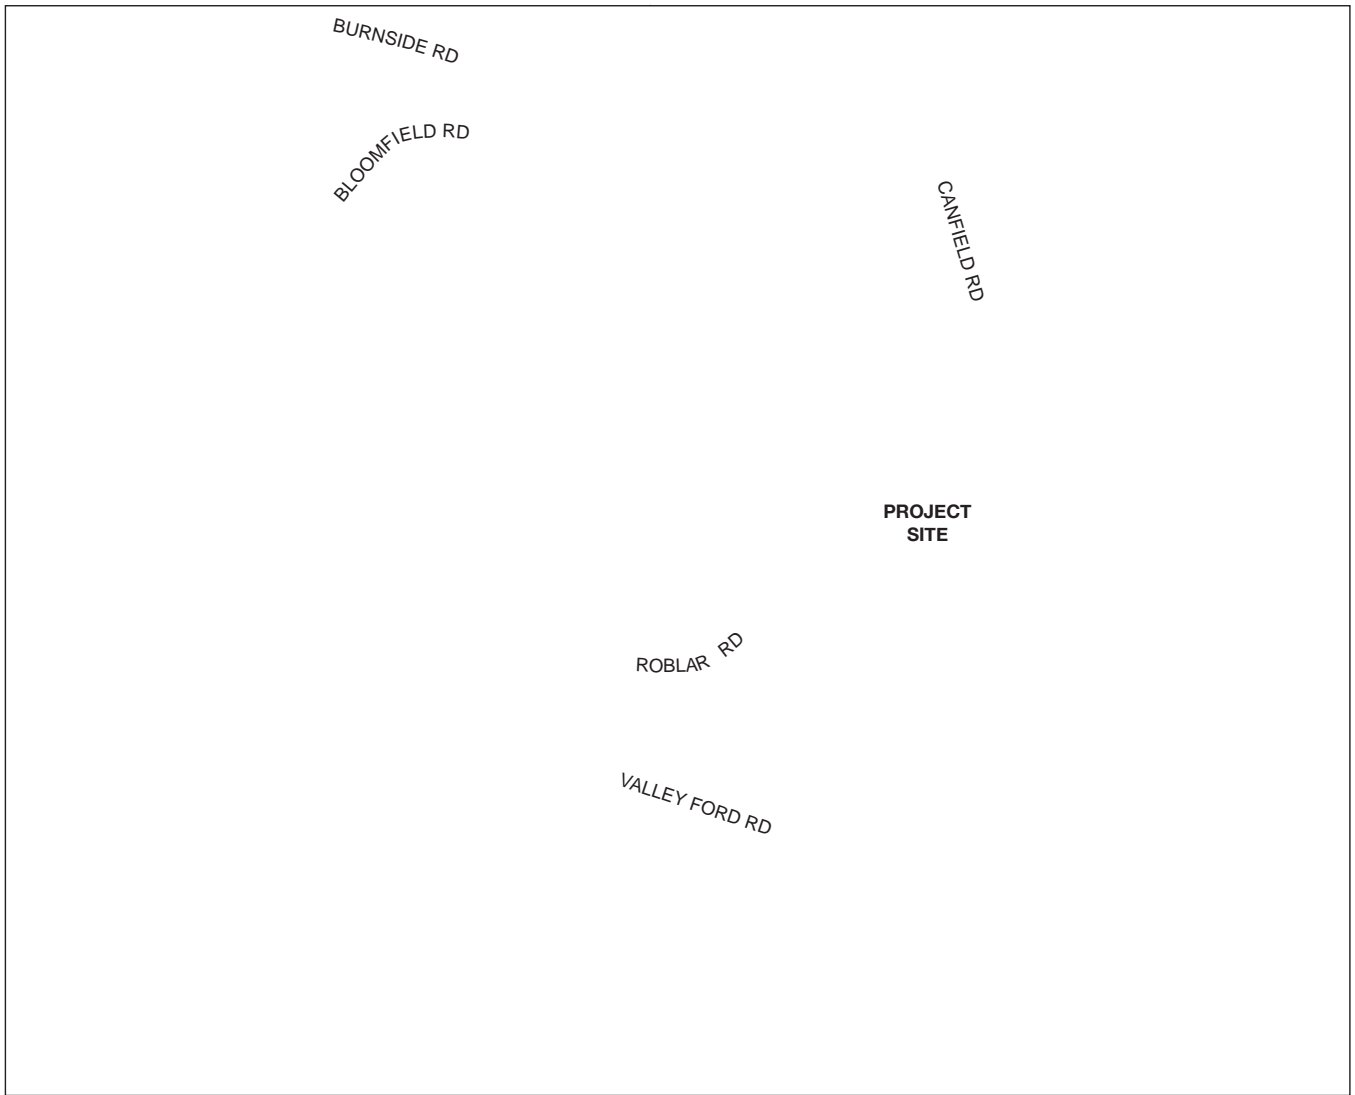 BURNSIDE RD
BLOOMFIELD RD
CANFIELD RD
PROJECT
SITE
ROBLAR RD
VALLEY FORD RD